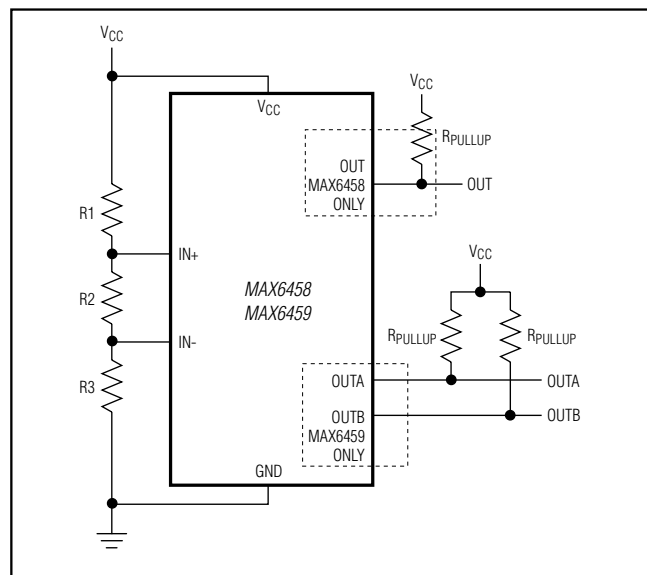 VCC
VCC
VCC
RPULLUP
OUT
MAX6458
ONLY
OUT
R1
IN+
R2
MAX6458
MAX6459
VCC
IN-
RPULLUP
RPULLUP
R3
OUTA
OUTA
OUTB
OUTB
MAX6459
ONLY
GND